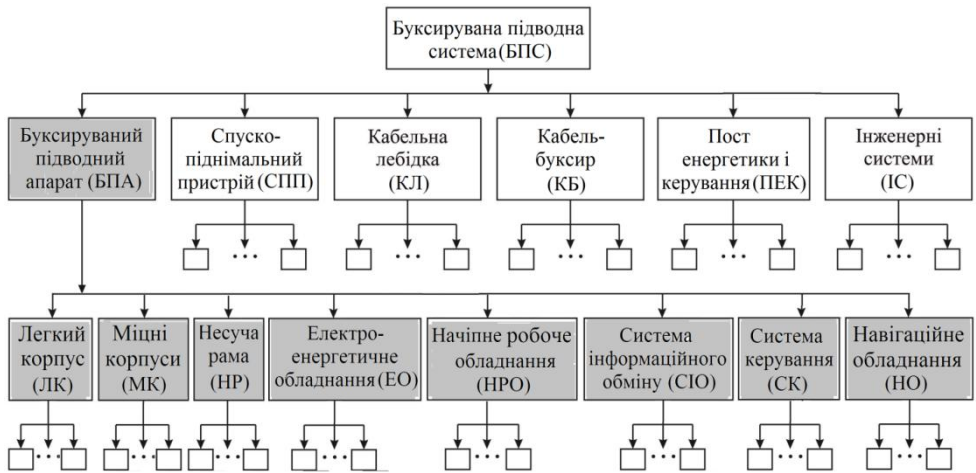 Буксирувана підводна
система(БПС)
Буксируваний
підводний
апарат (БПА)
Спуско-
піднімальний
пристрій (СПП)
Кабельна
лебідка
(КЛ)
Кабель-
буксир
(КБ)
Пост
енергетики і
керування (ПЕК)
Інженерні
системи
(ІС)
Легкий
корпус
(ЛК)
Міцні
корпуси
(МК)
Несуча
рама
(НР)
Електро-
енергетичне
обладнання (ЕО)
Начіпне робоче
обладнання
(НРО)
Система
інформаційного
обміну (СІО)
Система
керування
(СК)
Навігаційне
обладнання
(НО)